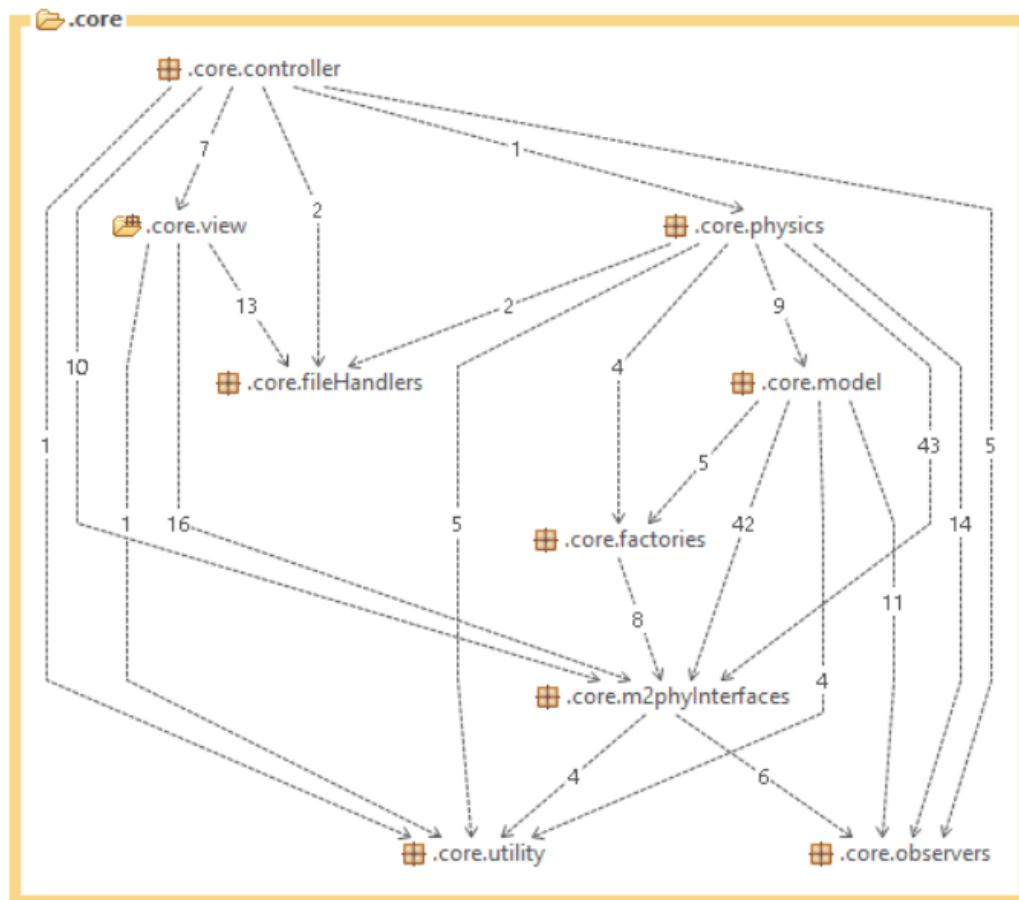 .core
.core.controller
7
1
2
.core.view
.core.physics
13
2
9
10
4
.core.fileHandlers
.core.model
1
43
5
5
1
16
5
42
14
.core.factories
11
8
4
.core.m2phyInterfaces
4
6
.core.utility
.core.observers